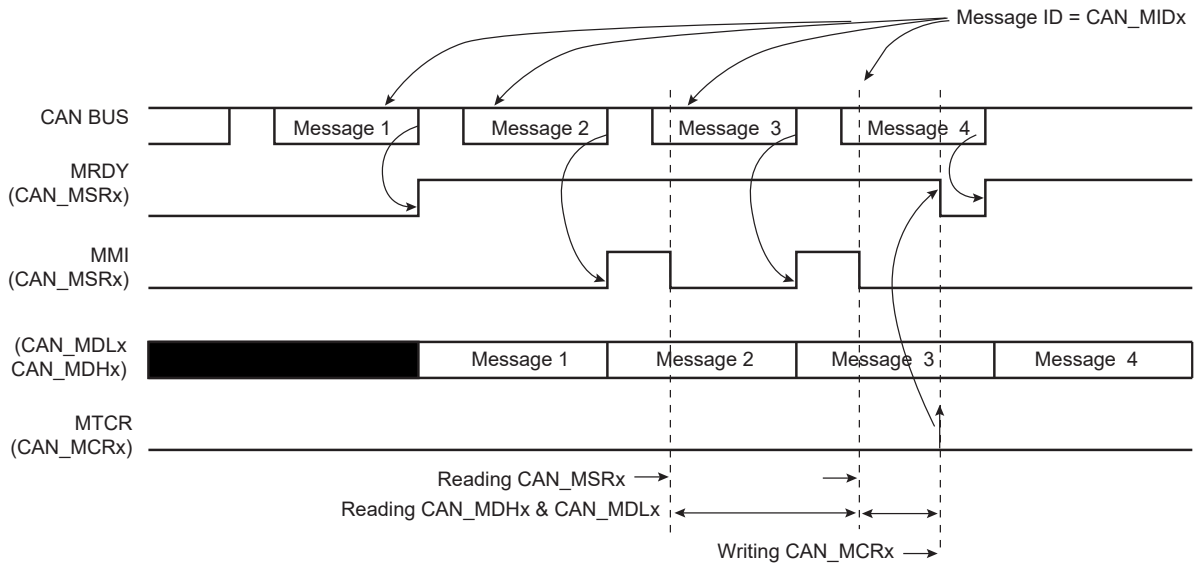 Message ID = CAN_MIDx
CAN BUS
Message 1
Message 2
Message 3
Message 4
MRDY
(CAN_MSRx)
MMI
(CAN_MSRx)
(CAN_MDLx
CAN_MDHx)
Message 1
Message 2
Message 3
Message 4
MTCR
(CAN_MCRx)
Reading CAN_MSRx
Reading CAN_MDHx & CAN_MDLx
Writing CAN_MCRx